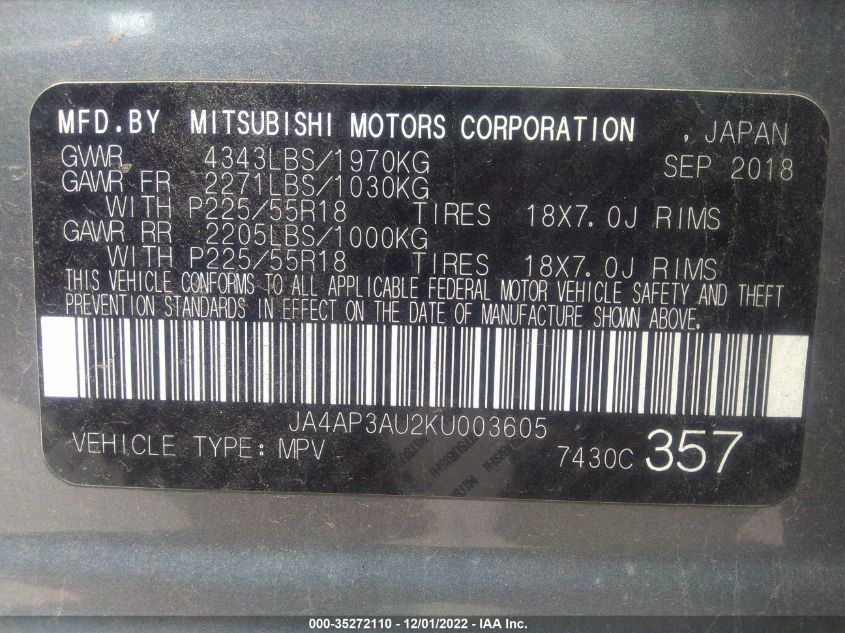 MFD.BY MITSUBISHI MOTORS CORPORATION , JAPAN
GVWR 4343LBS/1970KG SEP 2018
GAWR FR 2271LBS/1030KG
WITH P225/55R18 TIRES 18X7.0J RIMS
GAWR RR 2205LBS/1000KG
WITH P225/55R18 TIRES 18X7.0J RIMS
THIS VEHICLE CONFORMS TO ALL APPLICABLE FEDERAL MOTOR VEHICLE SAFETY AND THEFT
PREVENTION STANDARDS IN EFFECT ON THE DATE OF MANUFACTURE SHOWN ABOVE.
JA4AP3AU2KU003605
VEHICLE TYPE: MPV 7430C 357
000-35272110 - 12/01/2022 - IAA Inc.